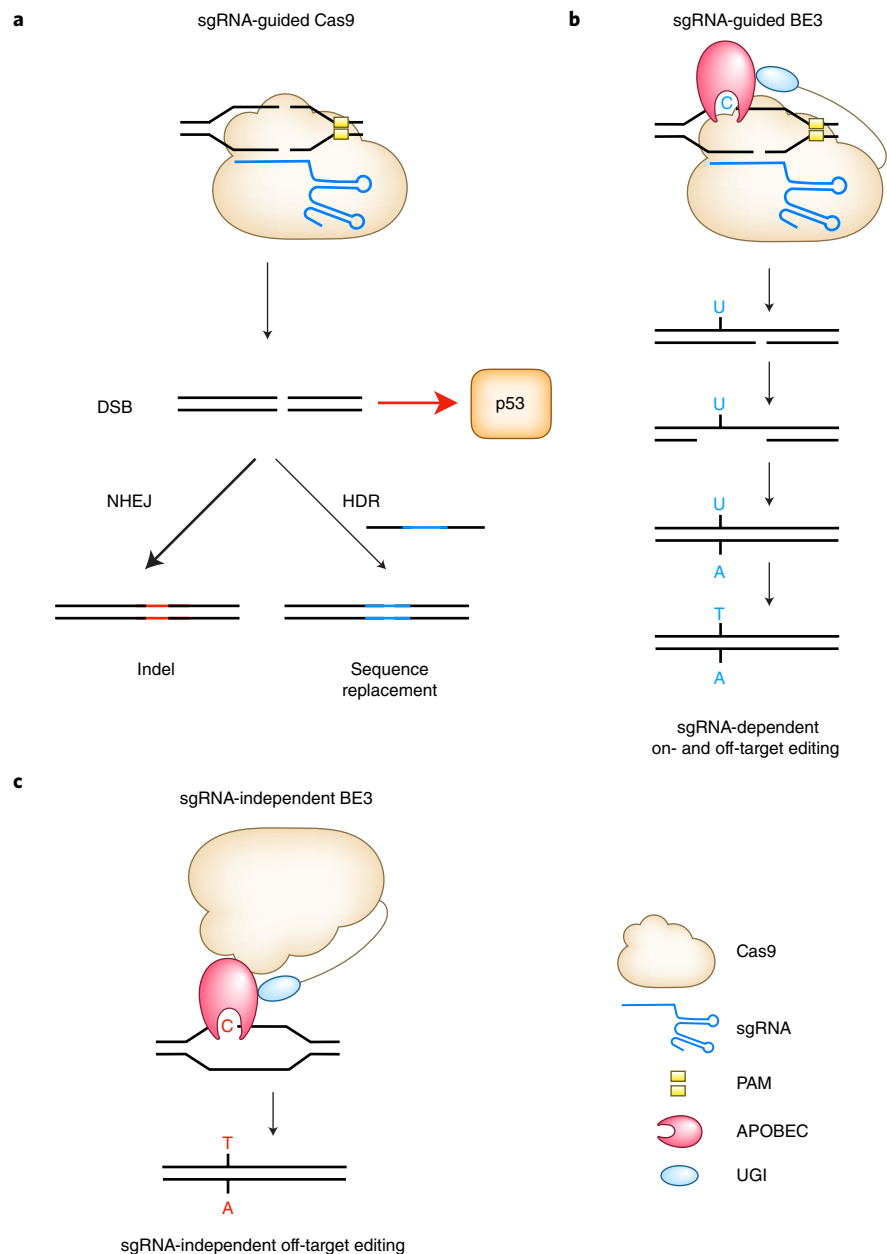 a
sgRNA-guided Cas9
DSB
p53
NHEJ
HDR
Indel
Sequence
replacement
b
sgRNA-guided BE3
C
U
U
U
A
T
A
sgRNA-dependent
on- and off-target editing
c
sgRNA-independent BE3
C
T
A
sgRNA-independent off-target editing
Cas9
sgRNA
PAM
APOBEC
UGI